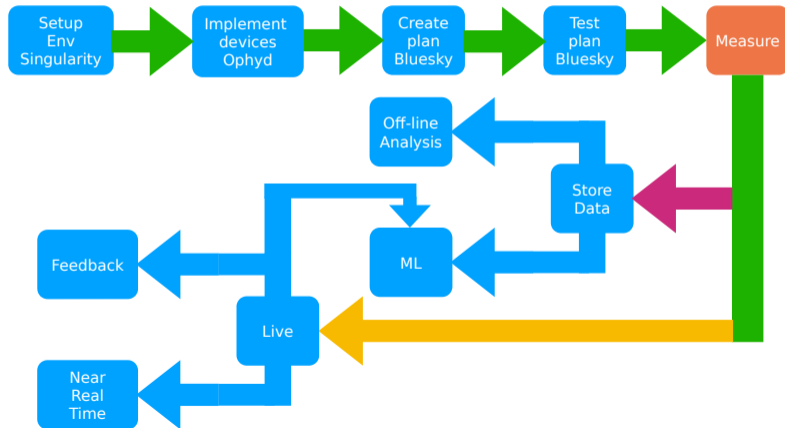 Setup
Env
Singularity
Implement
devices
Ophyd
Create
plan
Bluesky
Test
plan
Bluesky
Measure
Off-line
Analysis
Store
Data
Feedback
ML
Live
Near
Real
Time